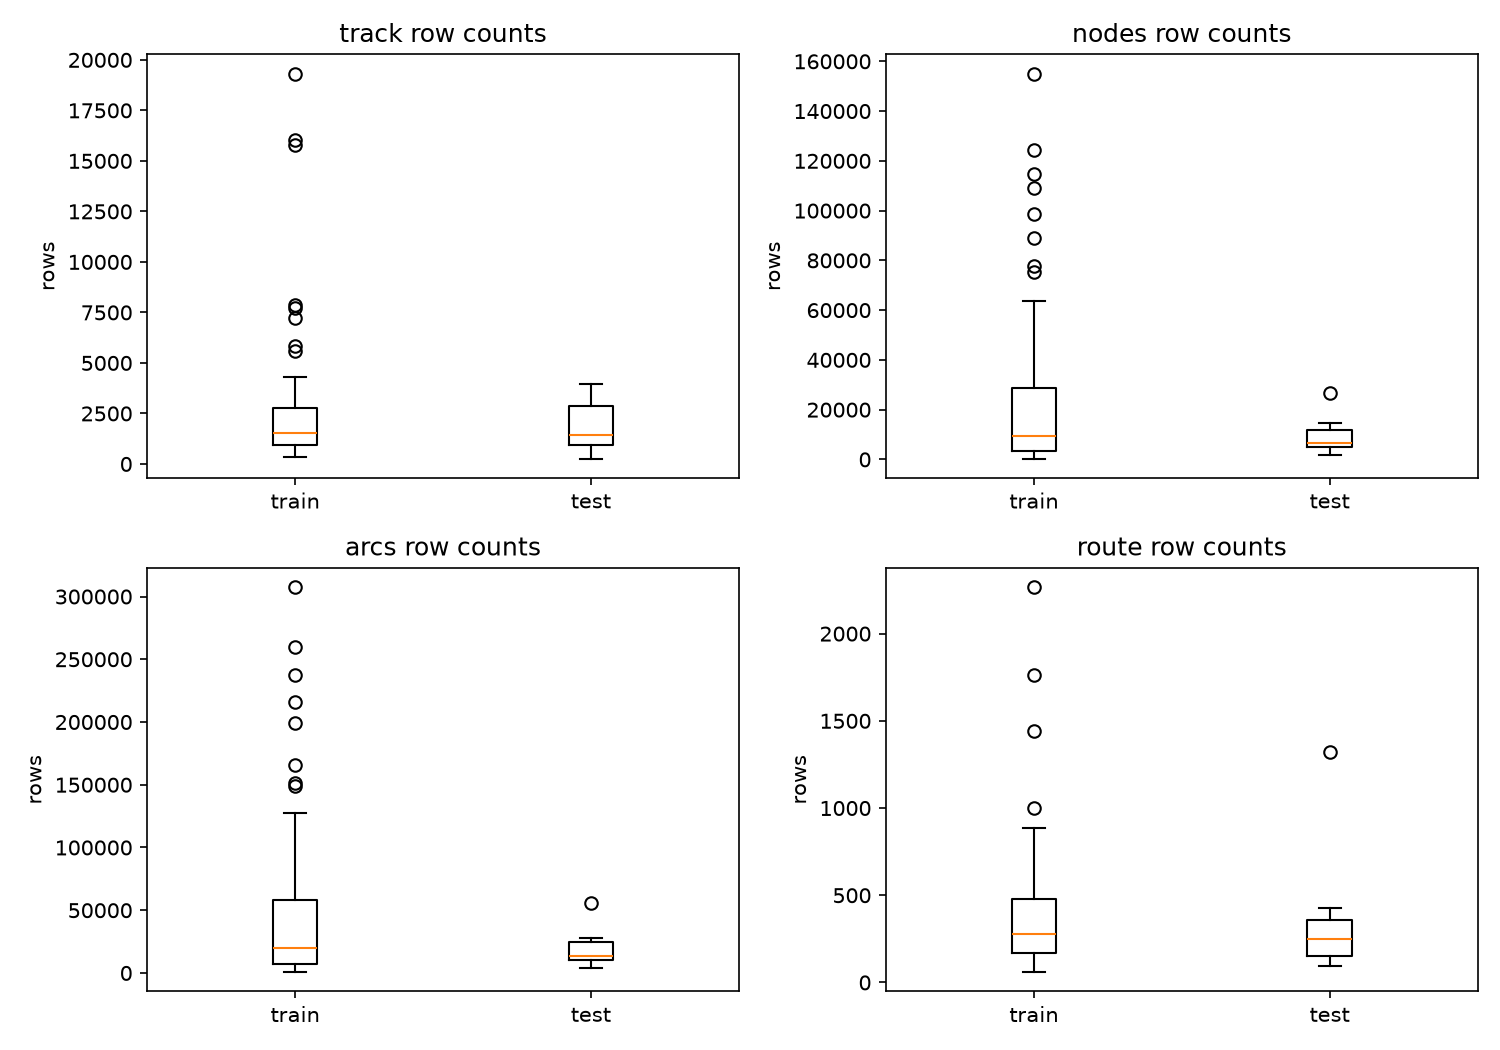 track row counts
20000
17500
15000
12500
10000
7500
5000
2500
0
rows
train
test
nodes row counts
160000
140000
120000
100000
80000
60000
40000
20000
0
rows
train
test
arcs row counts
300000
250000
200000
150000
100000
50000
0
rows
train
test
route row counts
2000
1500
1000
500
0
rows
train
test